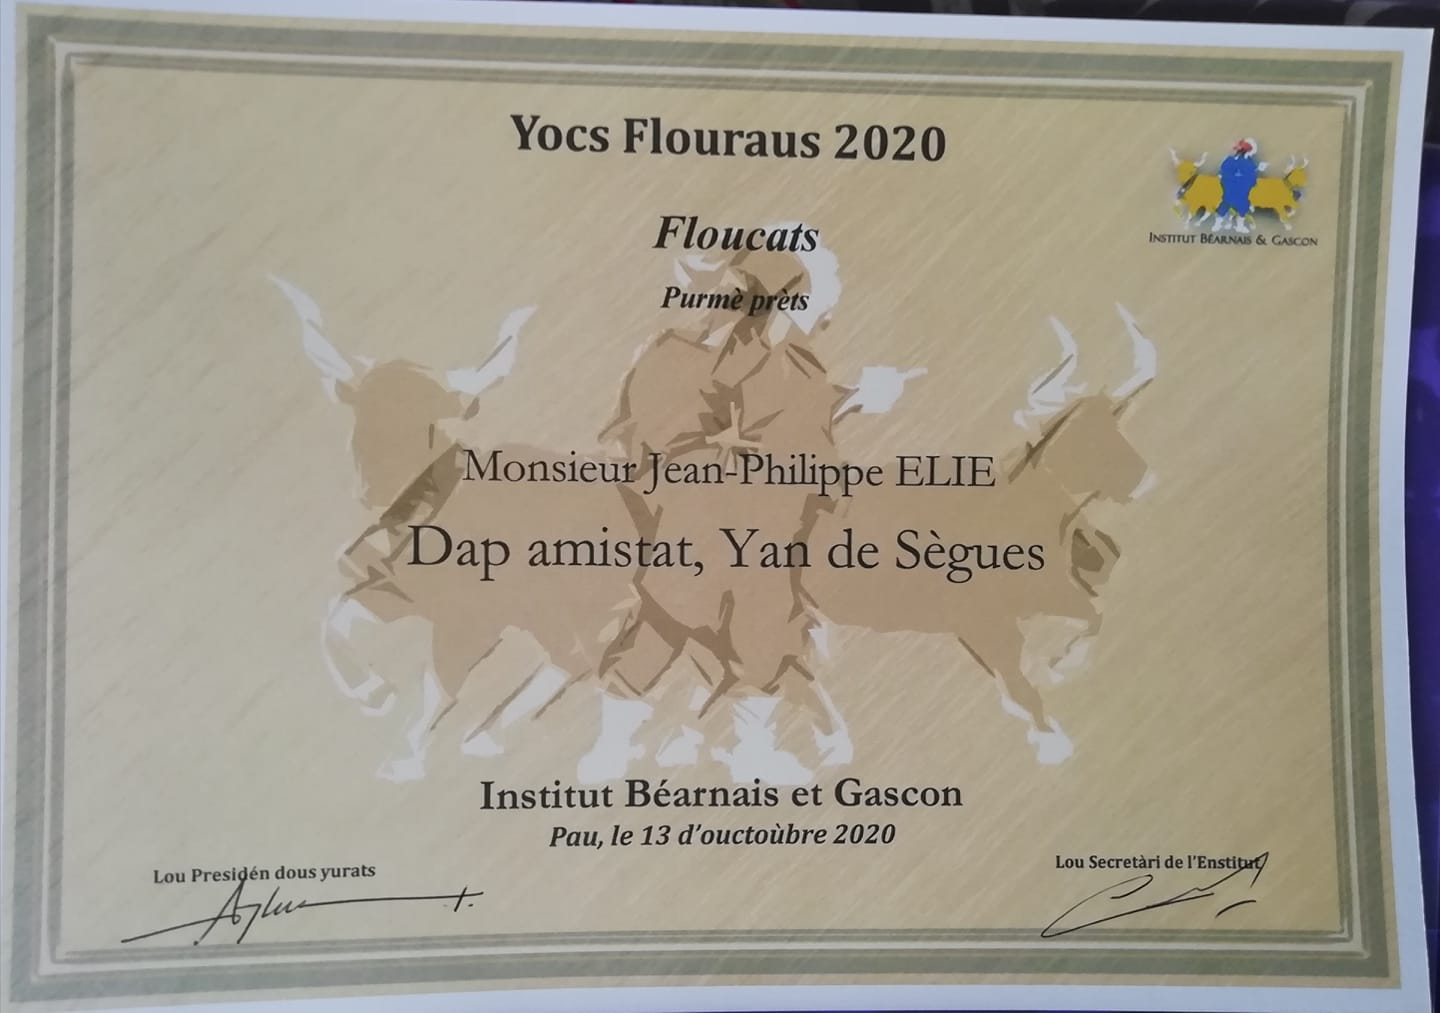 Yocs Flouraus 2020
INSTITUT BÉARNAIS & GASCON
Floucats
Purmè prèts
Monsieur Jean-Philippe ELIE
Dap amistat, Yan de Sègues
Institut Béarnais et Gascon
Pau, le 13 d'ouctoùbre 2020
Lou Presidén dous yurats
Lou Secretàri de l'Enstitut